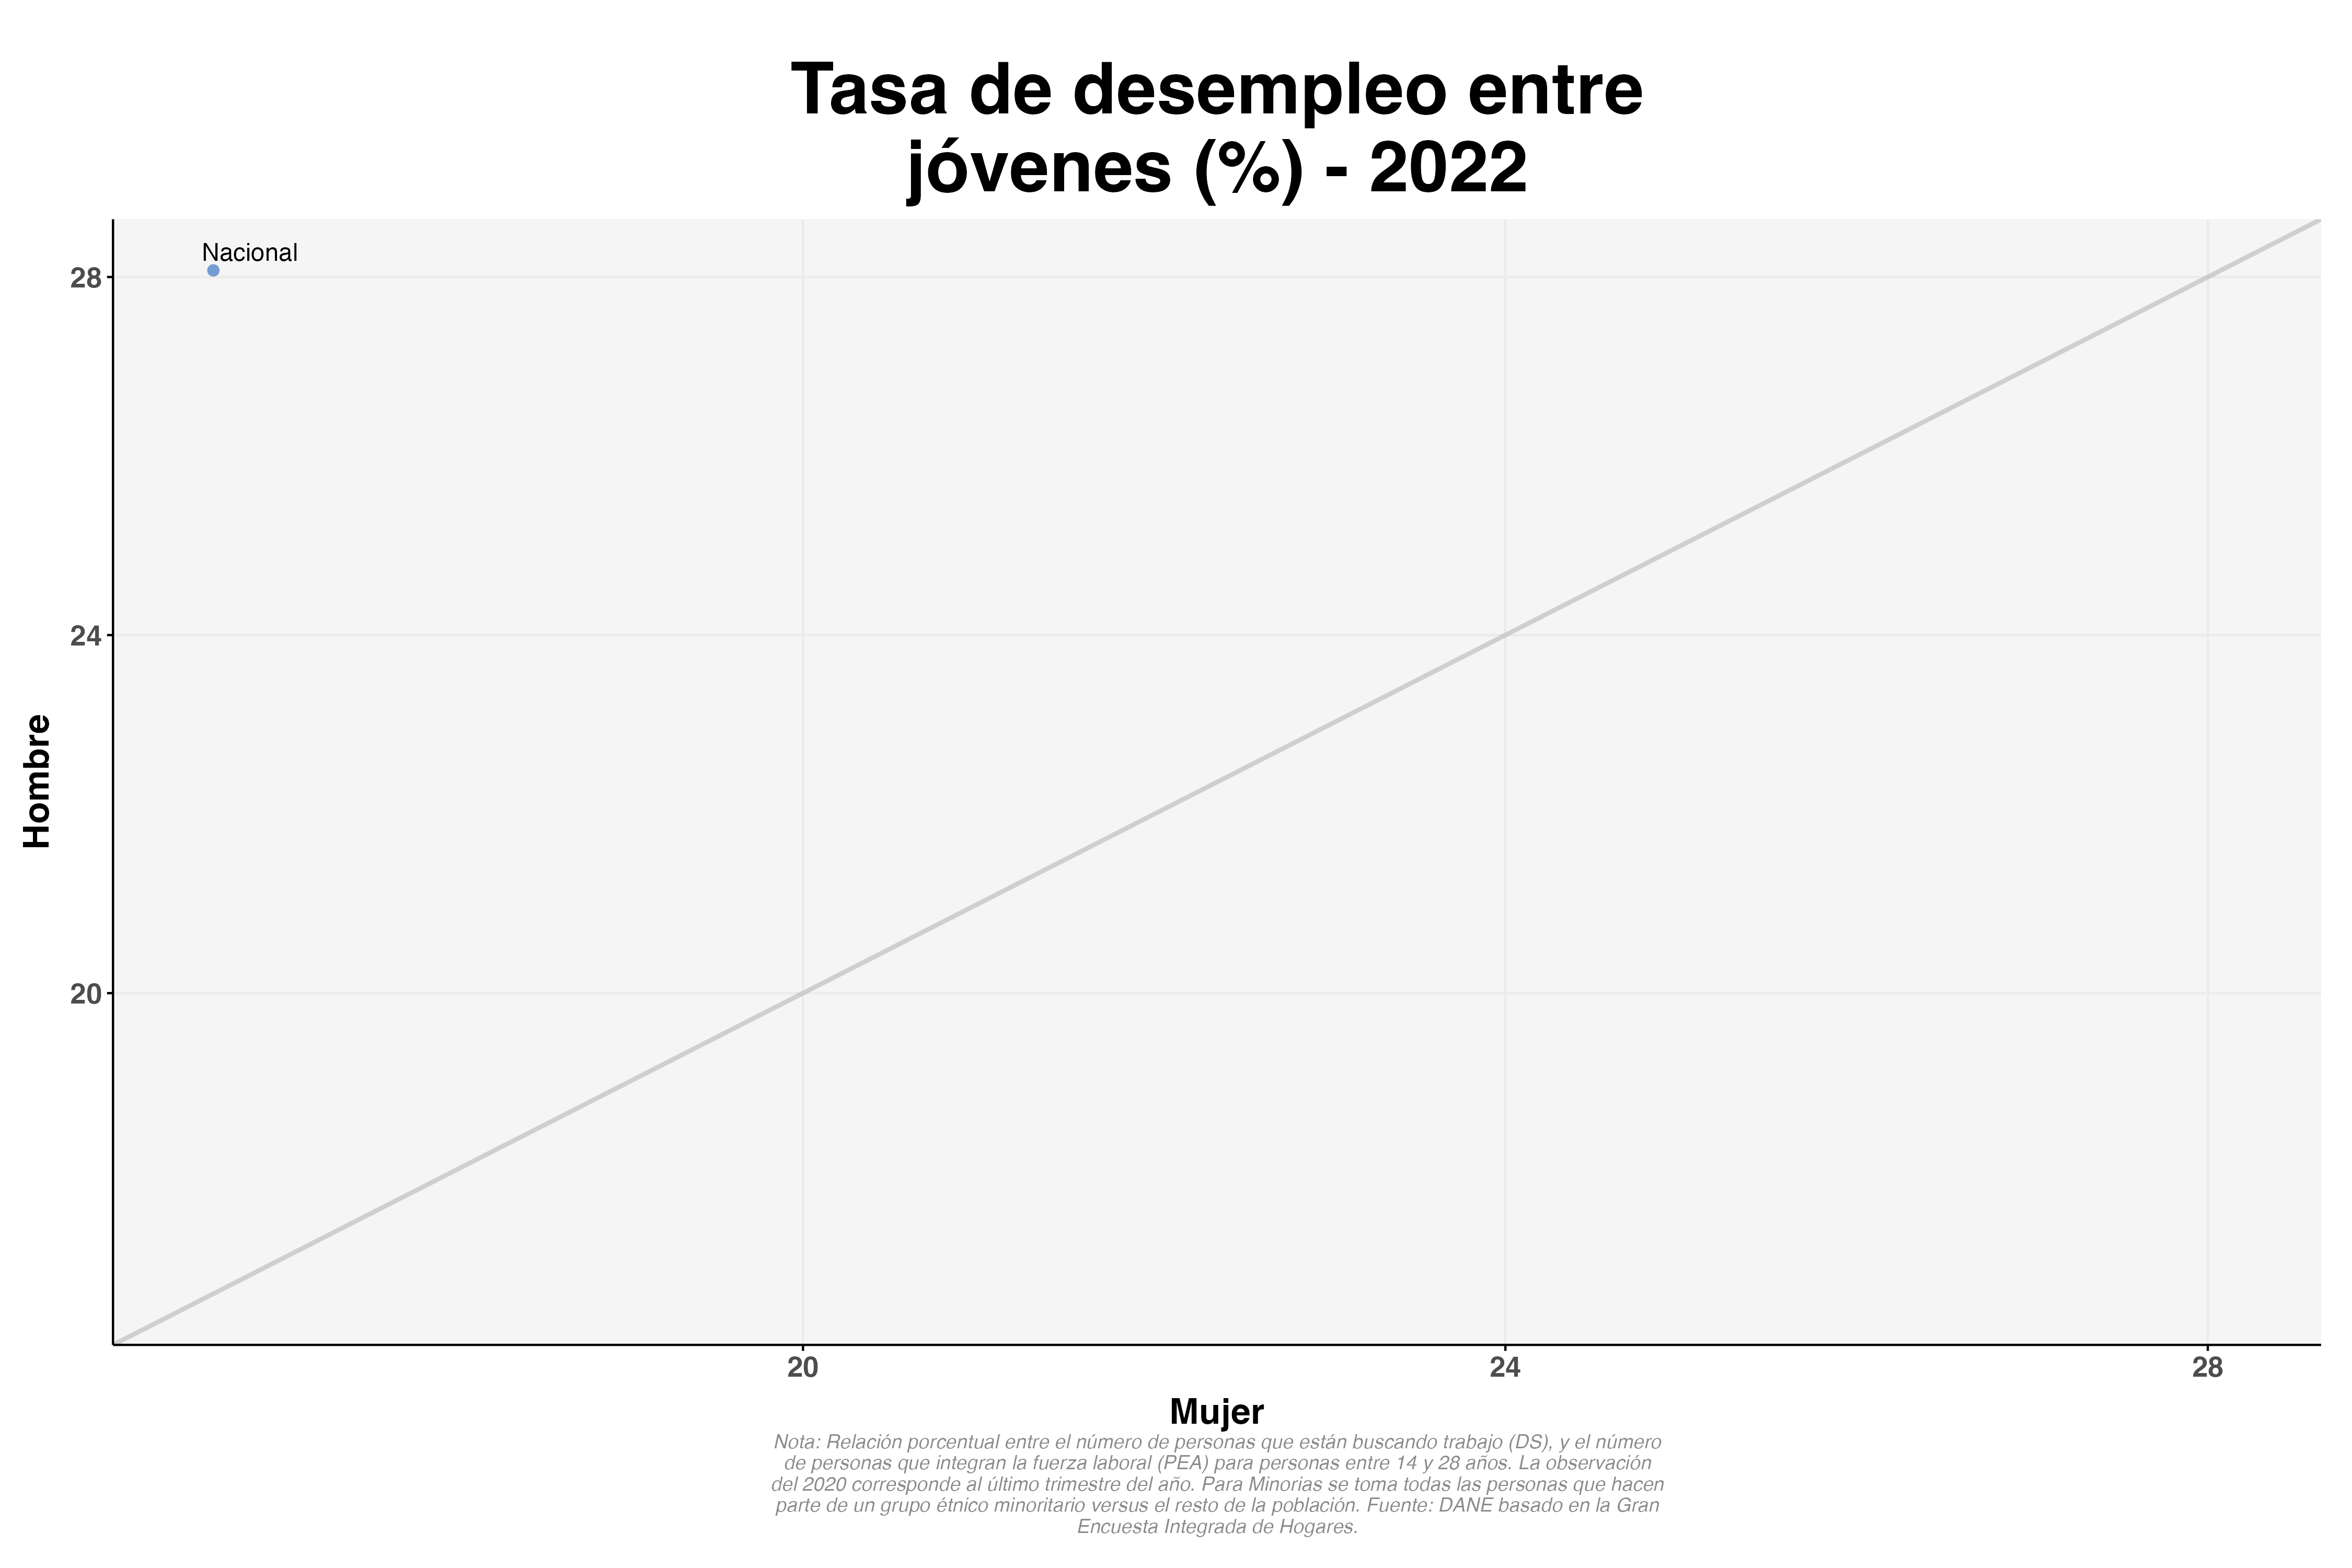 Tasa de desempleo entre
jóvenes (%) - 2022
Nacional
28
24
20
Hombre
20
24
28
Mujer
Nota: Relación porcentual entre el número de personas que están buscando trabajo (DS), y el número
de personas que integran la fuerza laboral (PEA) para personas entre 14 y 28 años. La observación
del 2020 corresponde al último trimestre del año. Para Minorias se toma todas las personas que hacen
parte de un grupo étnico minoritario versus el resto de la población. Fuente: DANE basado en la Gran
Encuesta Integrada de Hogares.